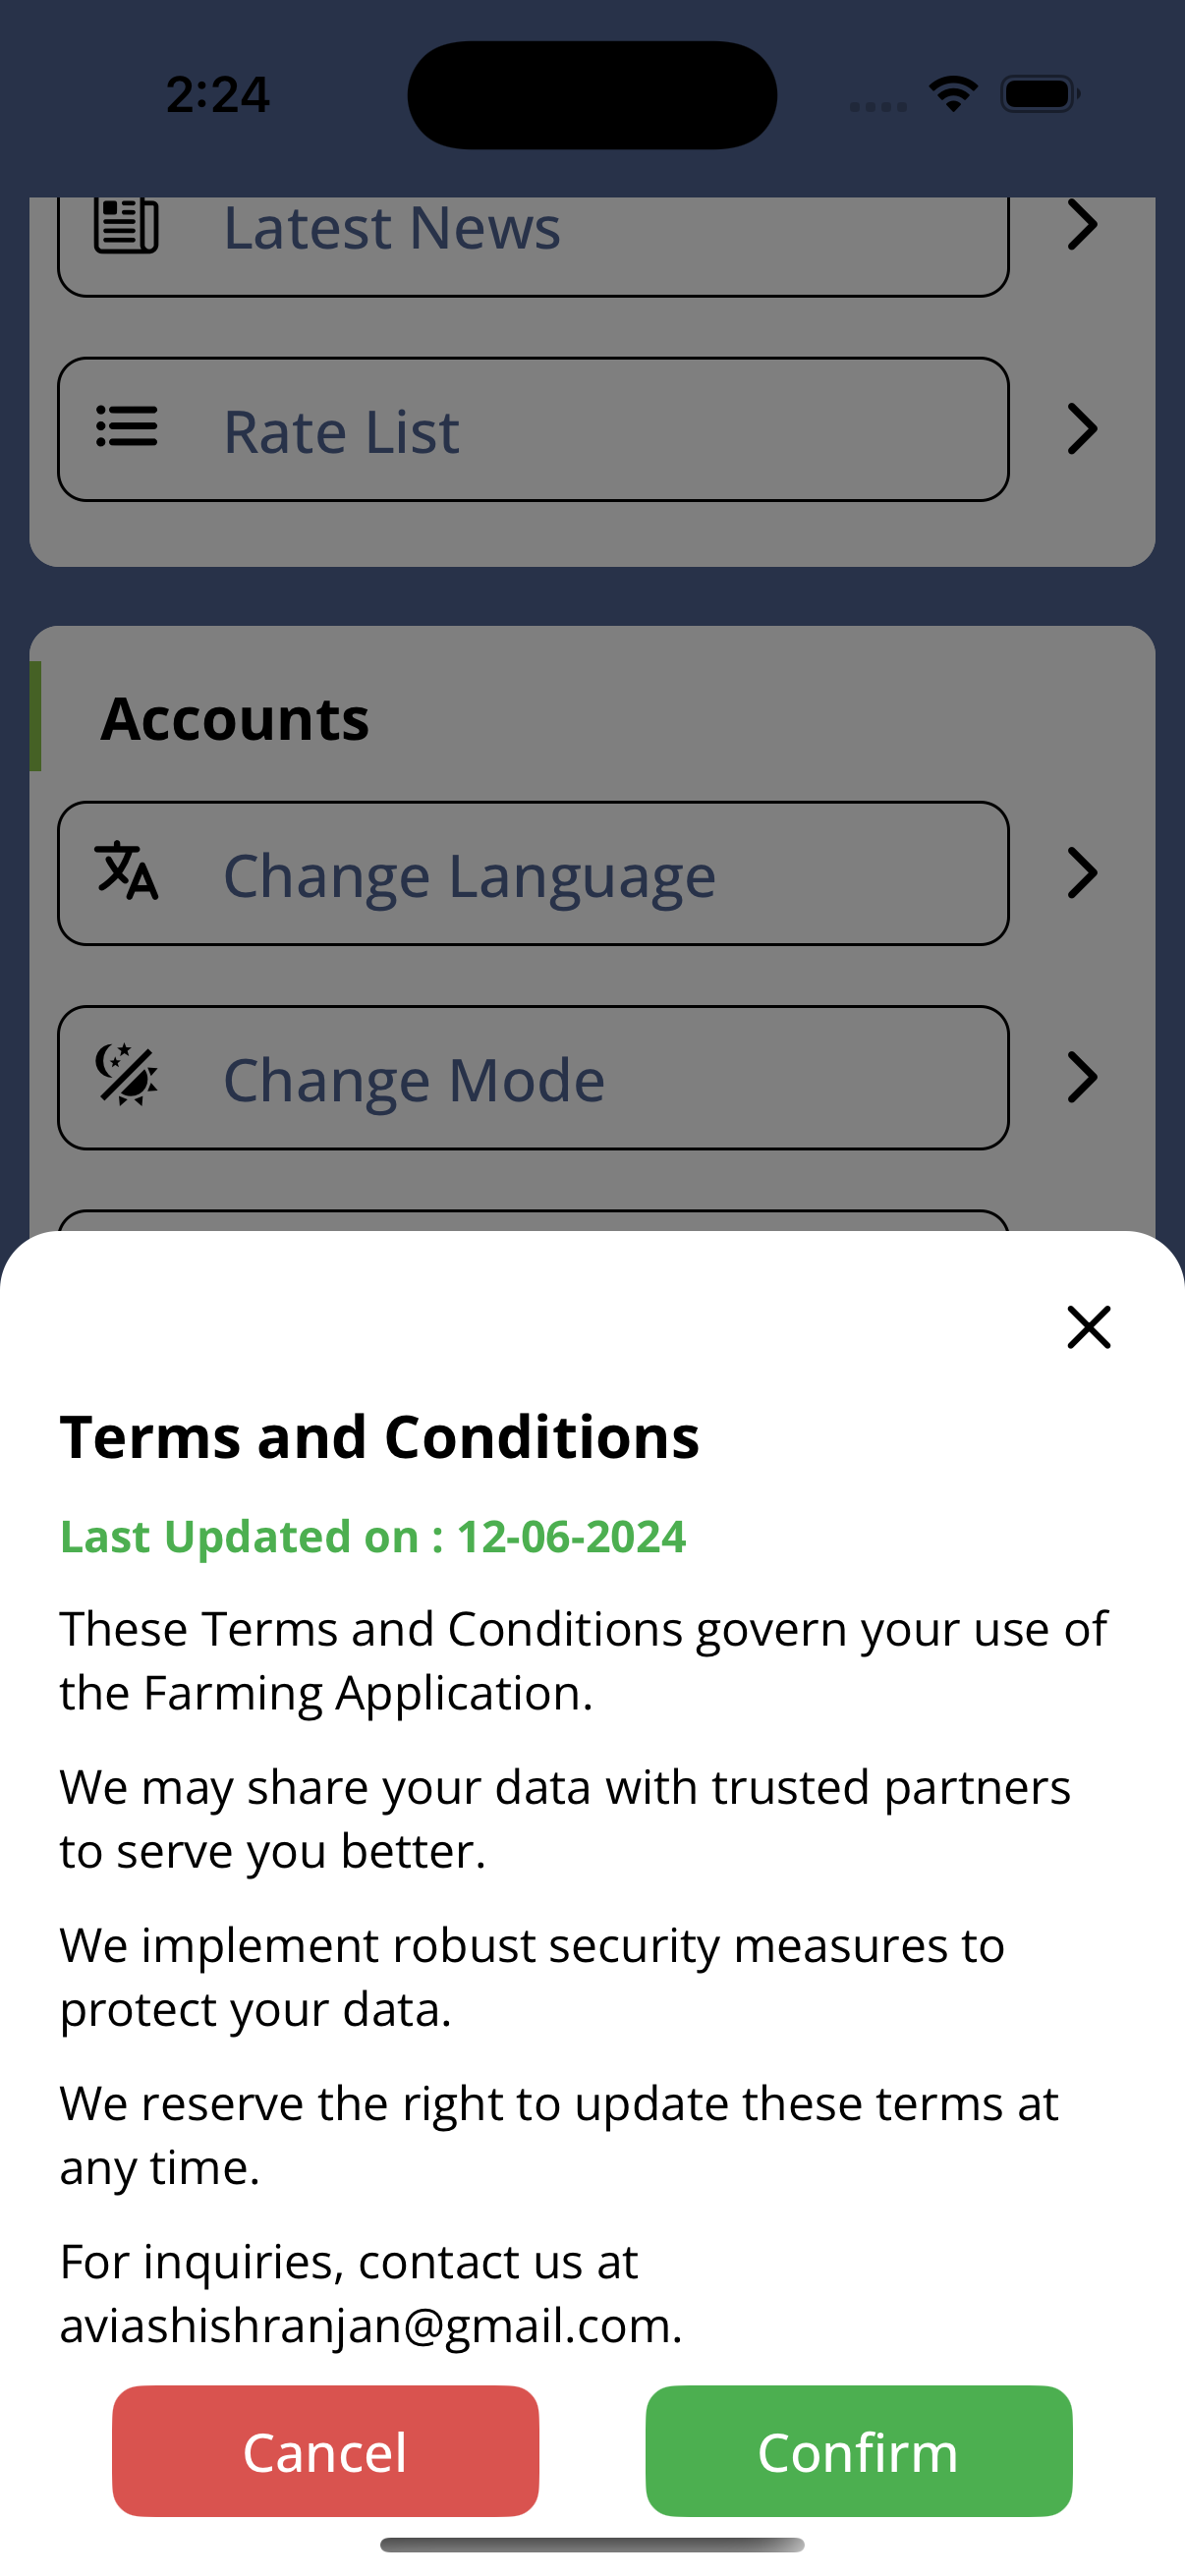 2:24
Latest News
Rate List
Accounts
Change Language
Change Mode
Terms and Conditions
Last Updated on : 12-06-2024
These Terms and Conditions govern your use of
the Farming Application.
We may share your data with trusted partners
to serve you better.
We implement robust security measures to
protect your data.
We reserve the right to update these terms at
any time.
For inquiries, contact us at
aviashishranjan@gmail.com.
Cancel
Confirm